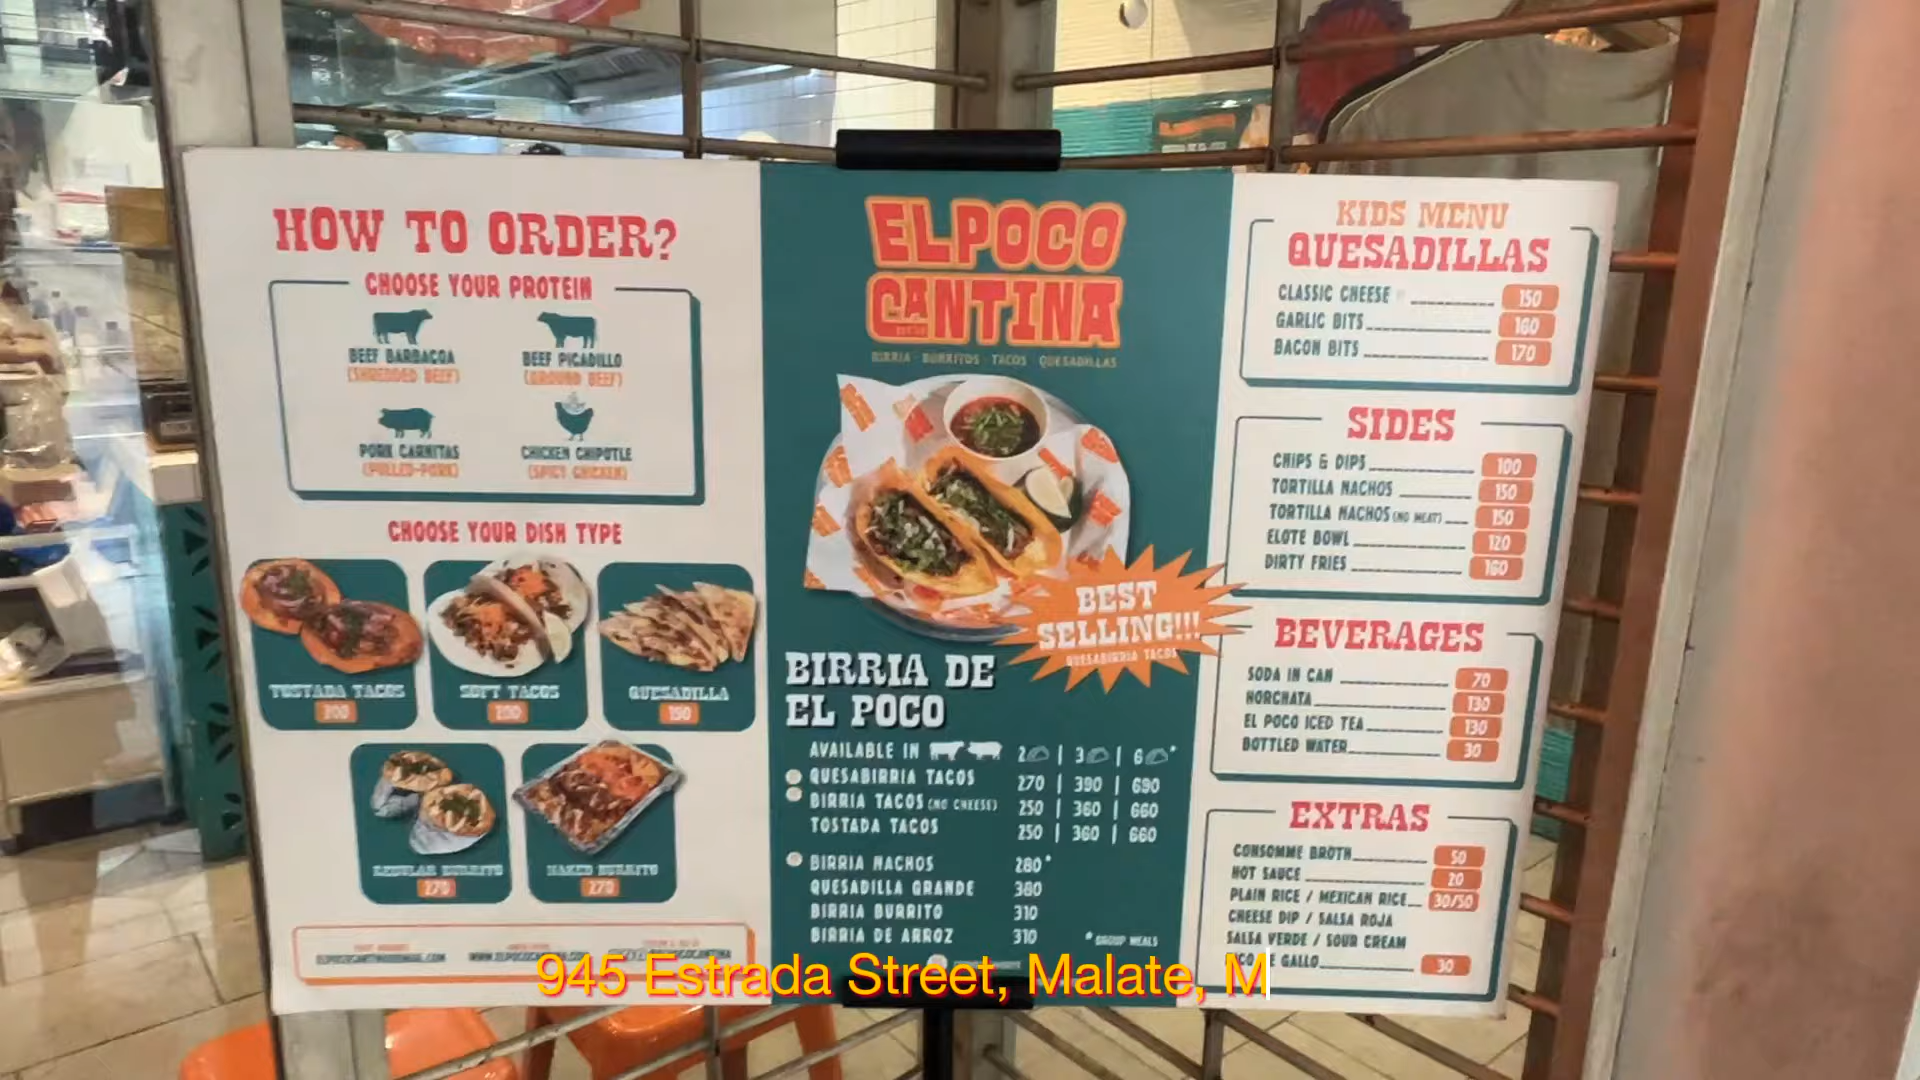 HOW TO ORDER?
CHOOSE YOUR PROTEIN
BEEF BARBACOA
(SHREDDED BEEF)
BEEF PICADILLO
(GROUND BEEF)
PORK CARNITAS
(PULLED-PORK)
CHICKEN CHIPOTLE
(SPICY CHICKEN)
CHOOSE YOUR DISH TYPE
TOSTADA TACOS
200
SOFT TACOS
200
QUESADILLA
190
REGULAR BURRITO
270
NAKED BURRITO
270
ELPOCO
CANTINA
BIRRIA · BURRITOS · TACOS · QUESADILLAS
BEST
SELLING!!!
QUESABIRRIA TACOS
BIRRIA DE
EL POCO
AVAILABLE IN 2 | 3 | 6 *
QUESABIRRIA TACOS 270 | 390 | 690
BIRRIA TACOS (NO CHEESE) 250 | 360 | 660
TOSTADA TACOS 250 | 360 | 660
BIRRIA NACHOS 280*
QUESADILLA GRANDE 380
BIRRIA BURRITO 310
BIRRIA DE ARROZ 310
* GROUP MEALS
KIDS MENU
QUESADILLAS
CLASSIC CHEESE 150
GARLIC BITS 160
BACON BITS 170
SIDES
CHIPS & DIPS 100
TORTILLA NACHOS 150
TORTILLA NACHOS (NO MEAT) 150
ELOTE BOWL 120
DIRTY FRIES 160
BEVERAGES
SODA IN CAN 70
HORCHATA 130
EL POCO ICED TEA 130
BOTTLED WATER 30
EXTRAS
CONSOMME BROTH 50
HOT SAUCE 20
PLAIN RICE / MEXICAN RICE 30/50
CHEESE DIP / SALSA ROJA
SALSA VERDE / SOUR CREAM
PICO DE GALLO 30
945 Estrada Street, Malate, M